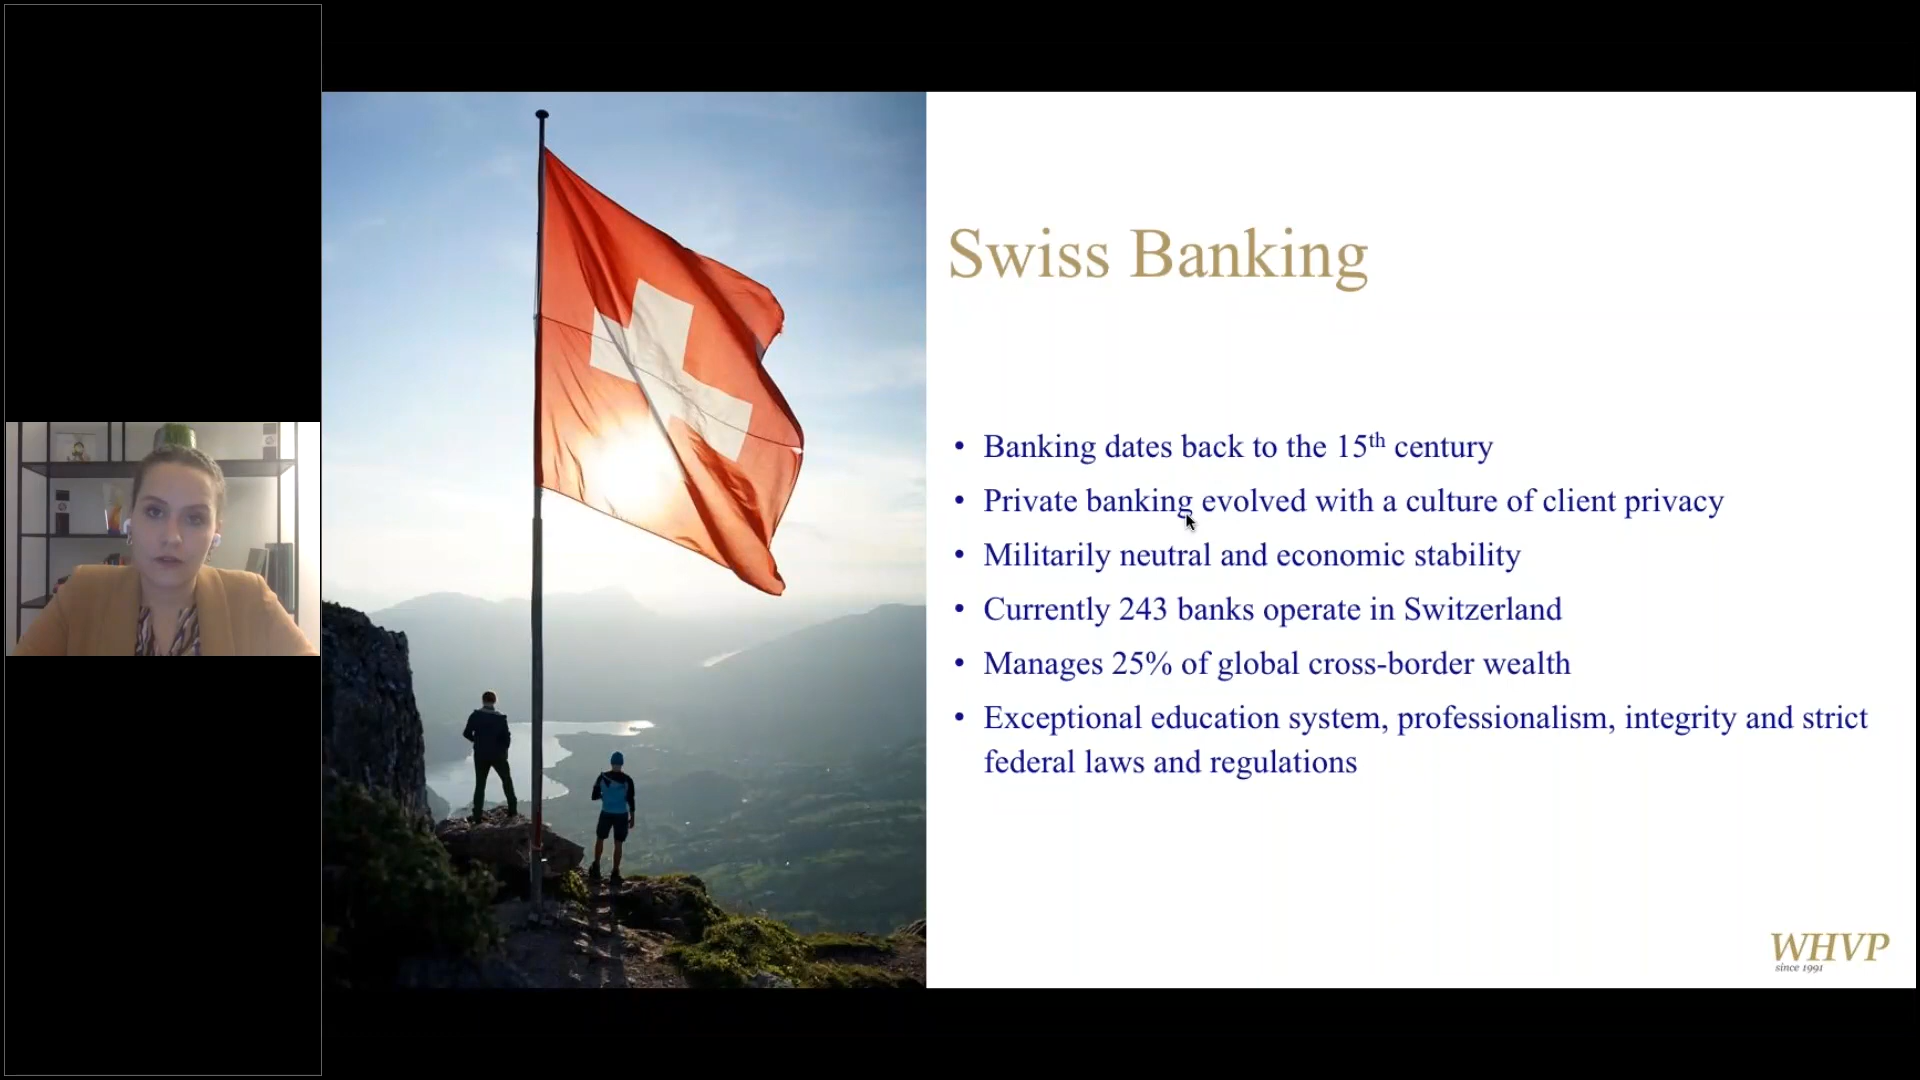 Swiss Banking
• Banking dates back to the 15th century
• Private banking evolved with a culture of client privacy
• Militarily neutral and economic stability
• Currently 243 banks operate in Switzerland
• Manages 25% of global cross-border wealth
• Exceptional education system, professionalism, integrity and strict
federal laws and regulations
WHVP
since 1991